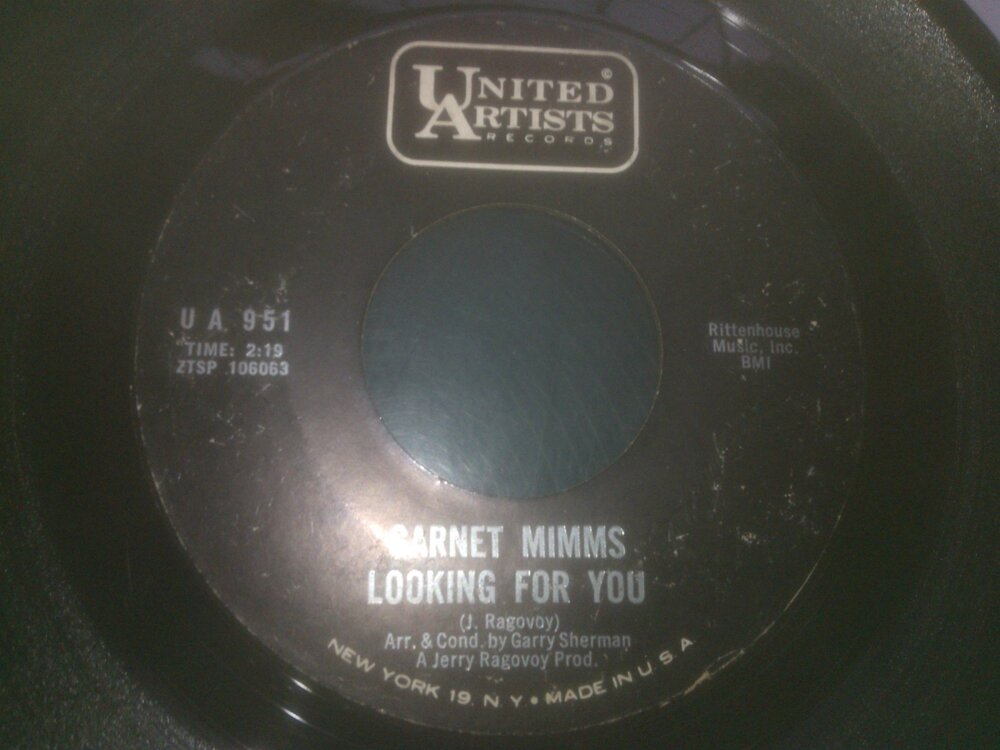 UNITED ©
ARTISTS
RECORDS
UA 951
TIME: 2:19
ZTSP 106063
Rittenhouse
Music, Inc.
BMI
GARNET MIMMS
LOOKING FOR YOU
(J. Ragovoy)
Arr. & Cond. by Garry Sherman
A Jerry Ragovoy Prod.
NEW YORK 19. N. Y. • MADE IN U.S.A